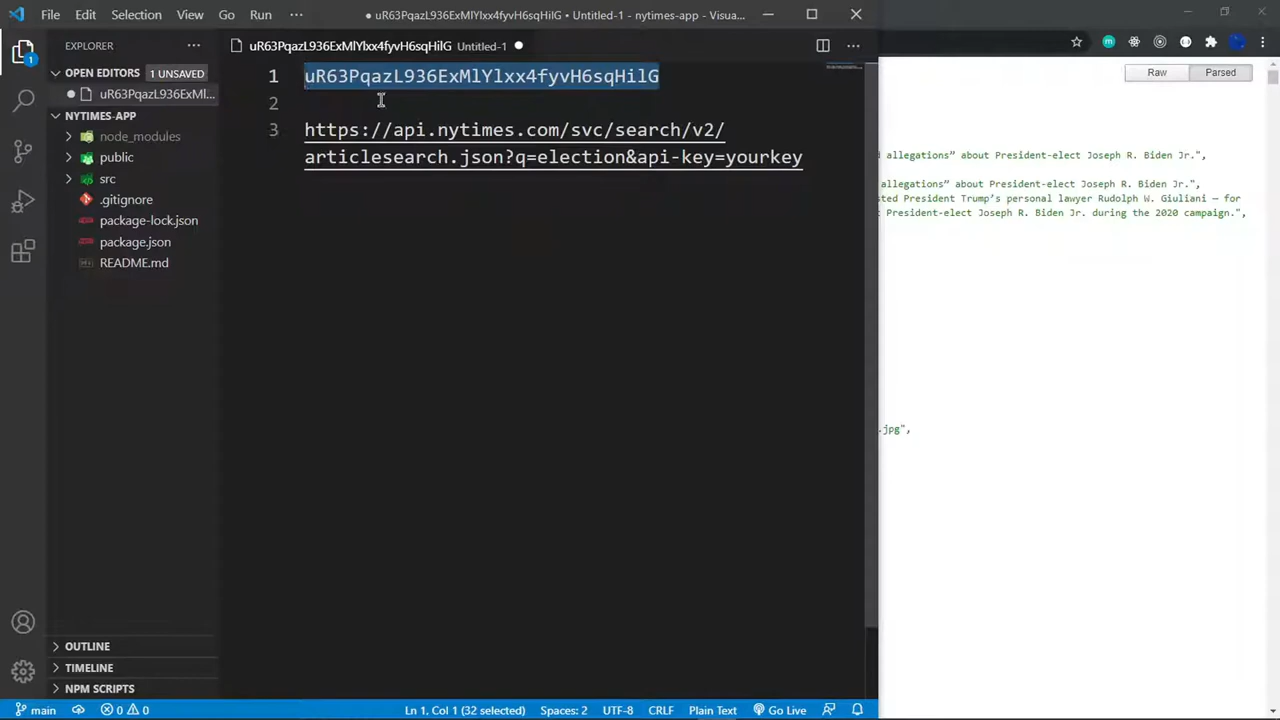 File Edit Selection View Go Run ··· ● uR63PqazL936ExMlYlxx4fyvH6sqHilG • Untitled-1 - nytimes-app - Visua...
EXPLORER ···
uR63PqazL936ExMlYlxx4fyvH6sqHilG Untitled-1
OPEN EDITORS 1 UNSAVED
uR63PqazL936ExMl...
NYTIMES-APP
node_modules
public
src
.gitignore
package-lock.json
package.json
README.md
OUTLINE
TIMELINE
NPM SCRIPTS
1 uR63PqazL936ExMlYlxx4fyvH6sqHilG
2
3 https://api.nytimes.com/svc/search/v2/
articlesearch.json?q=election&api-key=yourkey
Raw Parsed
allegations” about President-elect Joseph R. Biden Jr.",
allegations” about President-elect Joseph R. Biden Jr.",
sted President Trump’s personal lawyer Rudolph W. Giuliani — for
t President-elect Joseph R. Biden Jr. during the 2020 campaign.",
.jpg",
main 0 0 Ln 1, Col 1 (32 selected) Spaces: 2 UTF-8 CRLF Plain Text Go Live